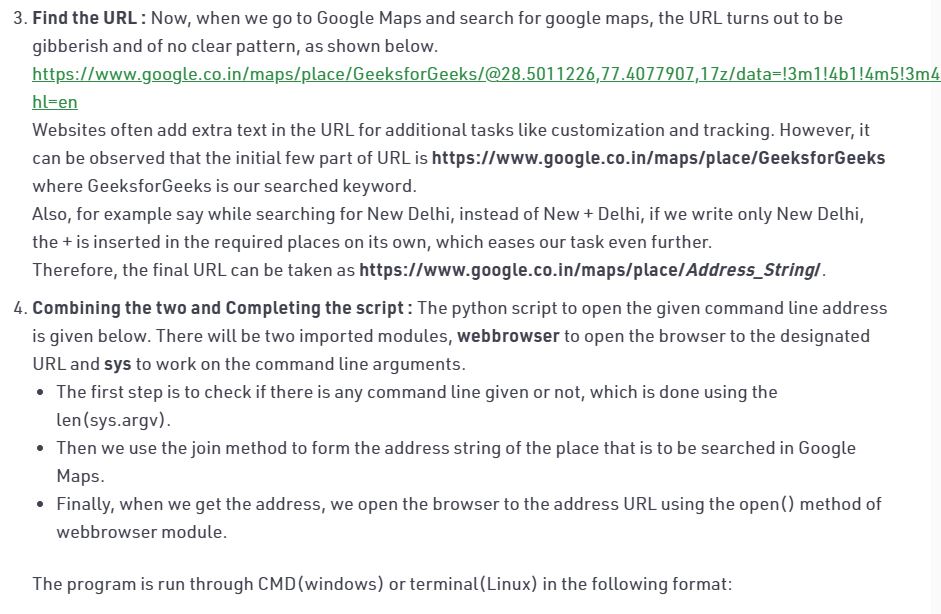 3. Find the URL : Now, when we go to Google Maps and search for google maps, the URL turns out to be
gibberish and of no clear pattern, as shown below.
https://www.google.co.in/maps/place/GeeksforGeeks/@28.5011226,77.4077907,17z/data=!3m1!4b1!4m5!3m4
hl=en
Websites often add extra text in the URL for additional tasks like customization and tracking. However, it
can be observed that the initial few part of URL is https://www.google.co.in/maps/place/GeeksforGeeks
where GeeksforGeeks is our searched keyword.
Also, for example say while searching for New Delhi, instead of New + Delhi, if we write only New Delhi,
the + is inserted in the required places on its own, which eases our task even further.
Therefore, the final URL can be taken as https://www.google.co.in/maps/place/Address_String/ .
4. Combining the two and Completing the script : The python script to open the given command line address
is given below. There will be two imported modules, webbrowser to open the browser to the designated
URL and sys to work on the command line arguments.
• The first step is to check if there is any command line given or not, which is done using the
len(sys.argv).
• Then we use the join method to form the address string of the place that is to be searched in Google
Maps.
• Finally, when we get the address, we open the browser to the address URL using the open() method of
webbrowser module.
The program is run through CMD(windows) or terminal(Linux) in the following format: